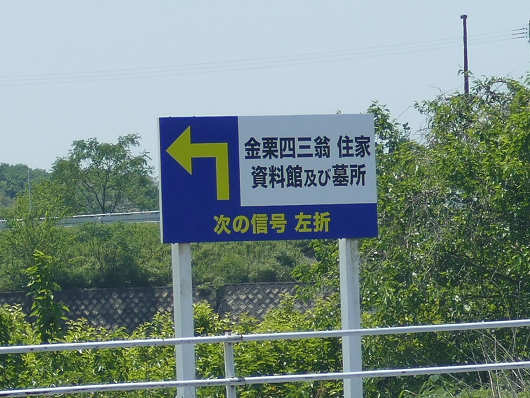 金栗四三翁 住家
資料館及び墓所
次の信号 左折